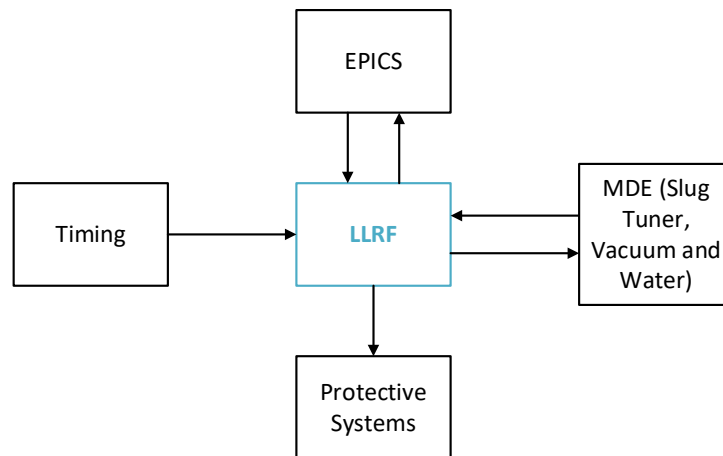 EPICS
Timing
LLRF
MDE (Slug
Tuner,
Vacuum and
Water)
Protective
Systems